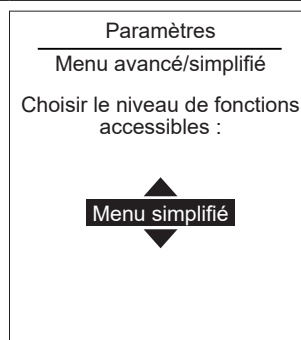 Paramètres
Menu avancé/simplifié
Choisir le niveau de fonctions
accessibles :
Menu simplifié